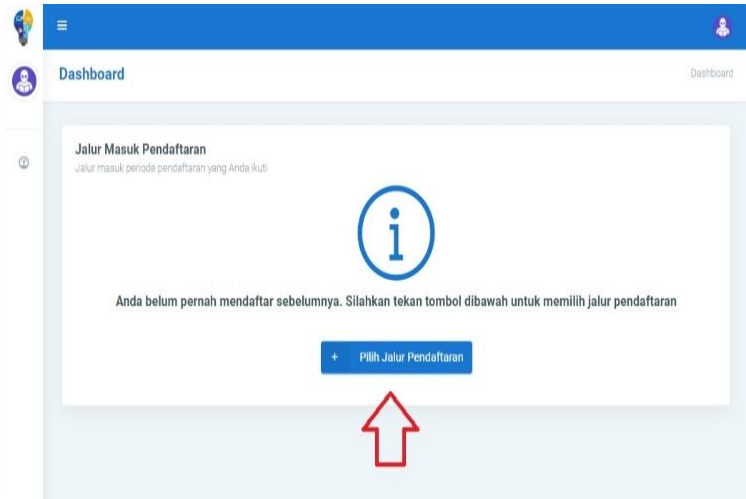 Dashboard
Dashboard
Jalur Masuk Pendaftaran
Jalur masuk periode pendaftaran yang Anda ikuti
Anda belum pernah mendaftar sebelumnya. Silahkan tekan tombol dibawah untuk memilih jalur pendaftaran
+ Pilih Jalur Pendaftaran